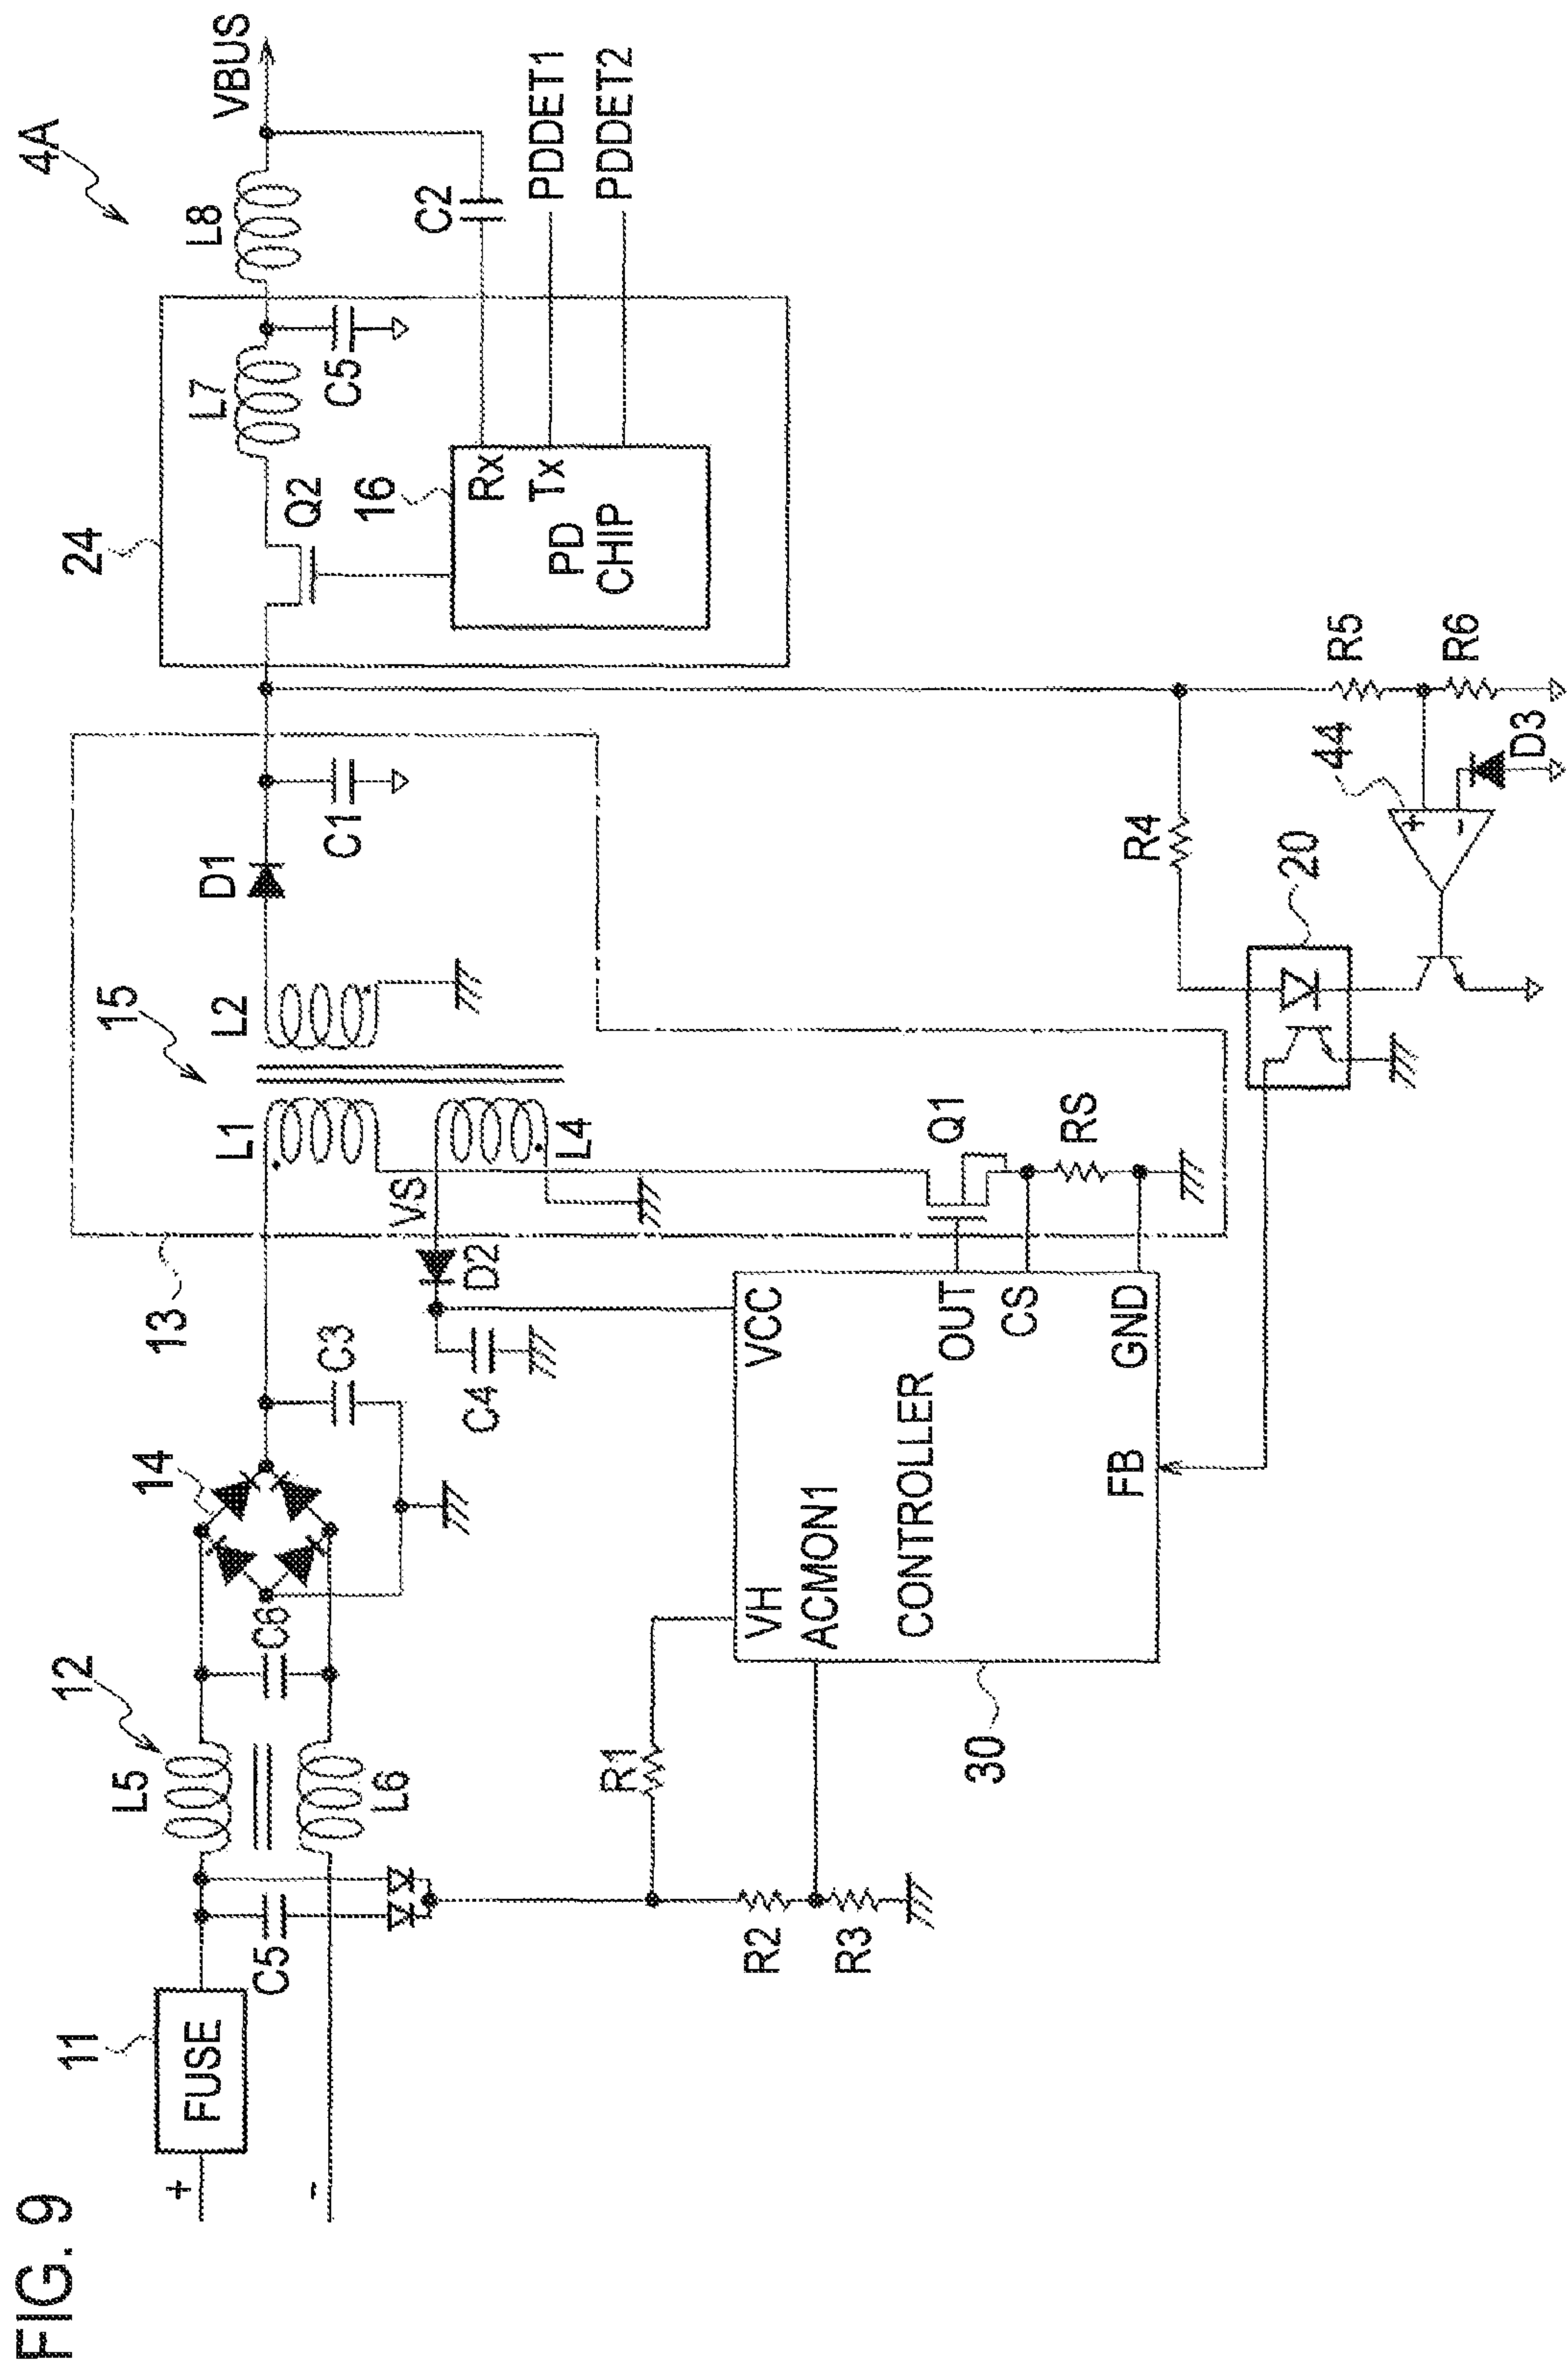 FIG. 9
4A
+
-
11
FUSE
C5
12
L5
L6
C6
14
C3
13
15
L1
L2
L4
VS
D2
C4
D1
C1
24
Q2
L7
C5
L8
VBUS
16
Rx
Tx
PD
CHIP
C2
PDDET1
PDDET2
R1
R2
R3
VH
ACMON1
CONTROLLER
VCC
OUT
CS
GND
FB
30
Q1
RS
20
R4
44
+
-
D3
R5
R6